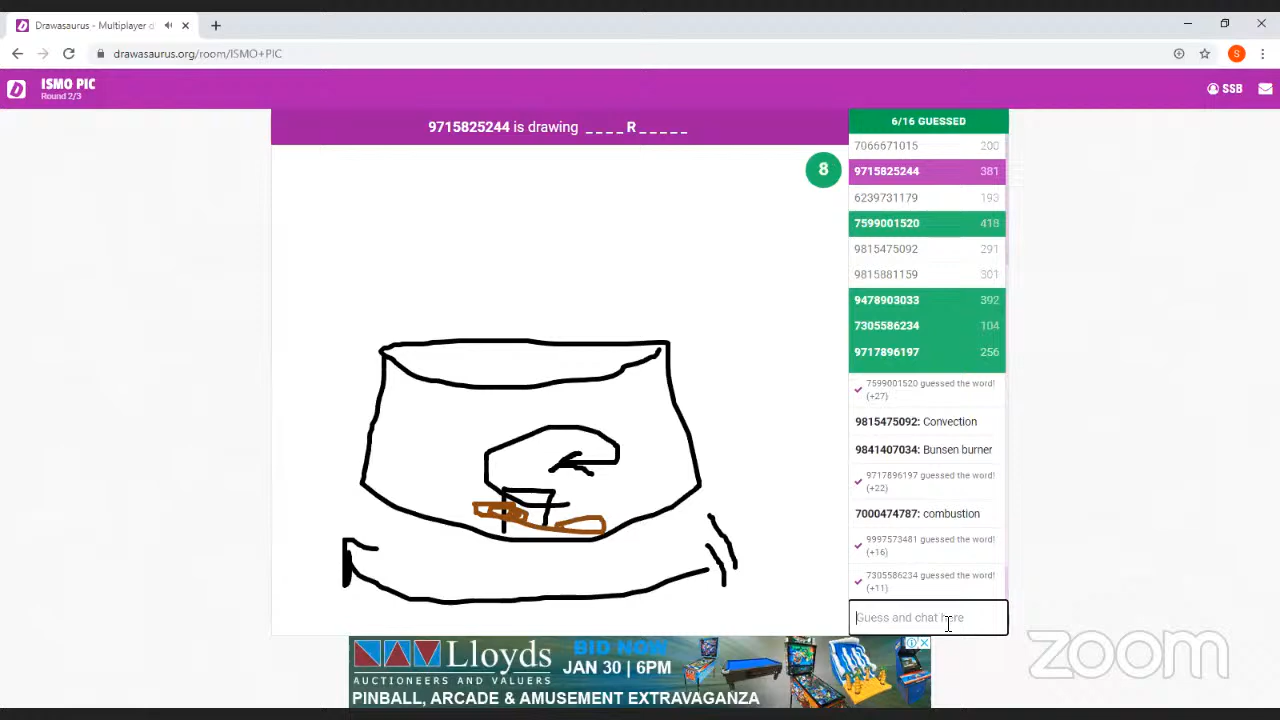 Drawasaurus - Multiplayer d
drawasaurus.org/room/ISMO+PIC
S
ISMO PIC
Round 2/3
SSB
9715825244 is drawing _ _ _ _ R _ _ _ _ _
8
6/16 GUESSED
7066671015 200
9715825244 381
6239731179 193
7599001520 418
9815475092 291
9815881159 301
9478903033 392
7305586234 104
9717896197 256
7599001520 guessed the word!
(+27)
9815475092: Convection
9841407034: Bunsen burner
9717896197 guessed the word!
(+22)
7000474787: combustion
9997573481 guessed the word!
(+16)
7305586234 guessed the word!
(+11)
Guess and chat here
zoom
Lloyds
AUCTIONEERS AND VALUERS
BID NOW
JAN 30 | 6PM
PINBALL, ARCADE & AMUSEMENT EXTRAVAGANZA